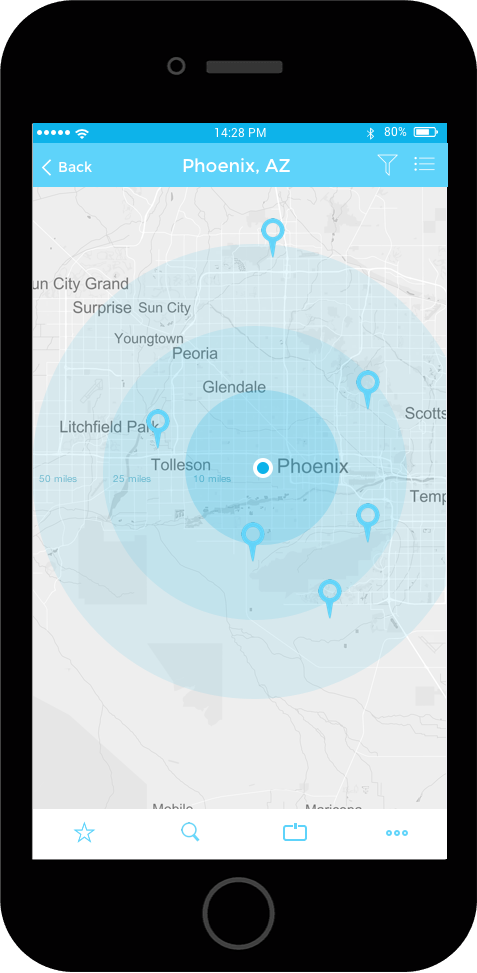 14:28 PM
80%
Back
Phoenix, AZ
un City Grand
Surprise
Sun City
Youngtown
Peoria
Glendale
Scotts
Litchfield Park
Tolleson
Phoenix
50 miles
25 miles
10 miles
Temp
Mobile
Maricopa